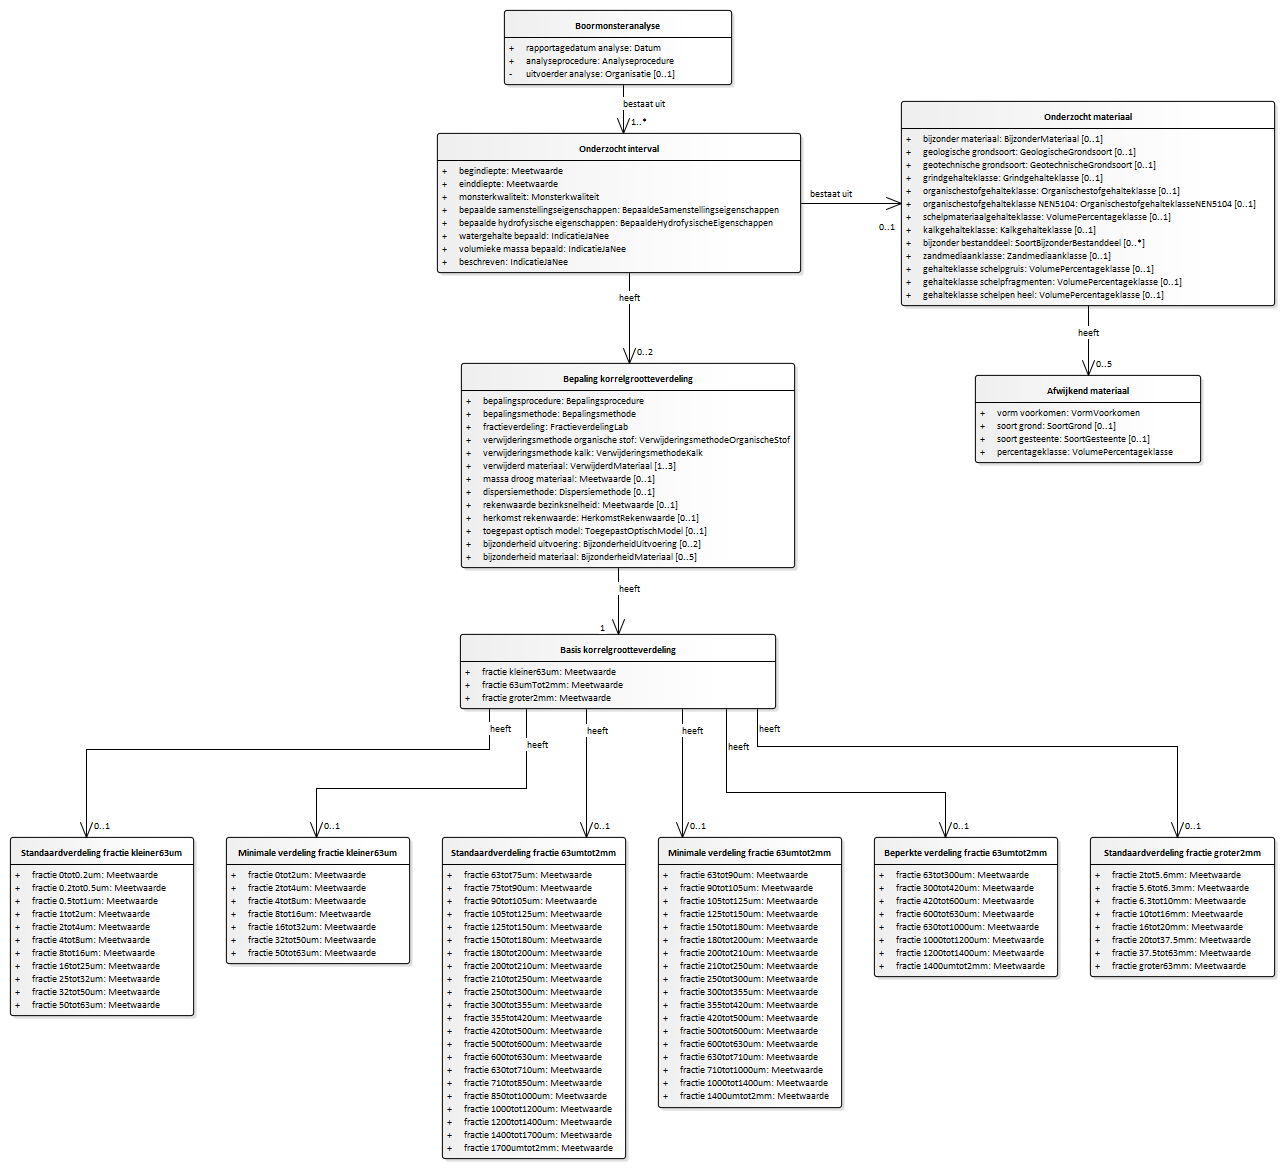 Boormonsteranalyse
+ rapportagedatum analyse: Datum
+ analyseprocedure: Analyseprocedure
- uitvoerder analyse: Organisatie [0..1]
bestaat uit
1..*
Onderzocht interval
+ begindiepte: Meetwaarde
+ einddiepte: Meetwaarde
+ monsterkwaliteit: Monsterkwaliteit
+ bepaalde samenstellingseigenschappen: BepaaldeSamenstellingseigenschappen
+ bepaalde hydrofysische eigenschappen: BepaaldeHydrofysischeEigenschappen
+ watergehalte bepaald: IndicatieJaNee
+ volumieke massa bepaald: IndicatieJaNee
+ beschreven: IndicatieJaNee
bestaat uit
0..1
Onderzocht materiaal
+ bijzonder materiaal: BijzonderMateriaal [0..1]
+ geologische grondsoort: GeologischeGrondsoort [0..1]
+ geotechnische grondsoort: GeotechnischeGrondsoort [0..1]
+ grindgehalteklasse: Grindgehalteklasse [0..1]
+ organischestofgehalteklasse: Organischestofgehalteklasse [0..1]
+ organischestofgehalteklasse NEN5104: OrganischestofgehalteklasseNEN5104 [0..1]
+ schelpmateriaalgehalteklasse: VolumePercentageklasse [0..1]
+ kalkgehalteklasse: Kalkgehalteklasse [0..1]
+ bijzonder bestanddeel: SoortBijzonderBestanddeel [0..*]
+ zandmediaanklasse: Zandmediaanklasse [0..1]
+ gehalteklasse schelpgruis: VolumePercentageklasse [0..1]
+ gehalteklasse schelpfragmenten: VolumePercentageklasse [0..1]
+ gehalteklasse schelpen heel: VolumePercentageklasse [0..1]
heeft
0..5
Afwijkend materiaal
+ vorm voorkomen: VormVoorkomen
+ soort grond: SoortGrond [0..1]
+ soort gesteente: SoortGesteente [0..1]
+ percentageklasse: VolumePercentageklasse
heeft
0..2
Bepaling korrelgrootteverdeling
+ bepalingsprocedure: Bepalingsprocedure
+ bepalingsmethode: Bepalingsmethode
+ fractieverdeling: FractieverdelingLab
+ verwijderingsmethode organische stof: VerwijderingsmethodeOrganischeStof
+ verwijderingsmethode kalk: VerwijderingsmethodeKalk
+ verwijderd materiaal: VerwijderdMateriaal [1..3]
+ massa droog materiaal: Meetwaarde [0..1]
+ dispersiemethode: Dispersiemethode [0..1]
+ rekenwaarde bezinksnelheid: Meetwaarde [0..1]
+ herkomst rekenwaarde: HerkomstRekenwaarde [0..1]
+ toegepast optisch model: ToegepastOptischModel [0..1]
+ bijzonderheid uitvoering: BijzonderheidUitvoering [0..2]
+ bijzonderheid materiaal: BijzonderheidMateriaal [0..5]
heeft
1
Basis korrelgrootteverdeling
+ fractie kleiner63um: Meetwaarde
+ fractie 63umTot2mm: Meetwaarde
+ fractie groter2mm: Meetwaarde
heeft
heeft
heeft
heeft
heeft
heeft
0..1
0..1
0..1
0..1
0..1
0..1
Standaardverdeling fractie kleiner63um
+ fractie 0tot0.2um: Meetwaarde
+ fractie 0.2tot0.5um: Meetwaarde
+ fractie 0.5tot1um: Meetwaarde
+ fractie 1tot2um: Meetwaarde
+ fractie 2tot4um: Meetwaarde
+ fractie 4tot8um: Meetwaarde
+ fractie 8tot16um: Meetwaarde
+ fractie 16tot25um: Meetwaarde
+ fractie 25tot32um: Meetwaarde
+ fractie 32tot50um: Meetwaarde
+ fractie 50tot63um: Meetwaarde
Minimale verdeling fractie kleiner63um
+ fractie 0tot2um: Meetwaarde
+ fractie 2tot4um: Meetwaarde
+ fractie 4tot8um: Meetwaarde
+ fractie 8tot16um: Meetwaarde
+ fractie 16tot32um: Meetwaarde
+ fractie 32tot50um: Meetwaarde
+ fractie 50tot63um: Meetwaarde
Standaardverdeling fractie 63umtot2mm
+ fractie 63tot75um: Meetwaarde
+ fractie 75tot90um: Meetwaarde
+ fractie 90tot105um: Meetwaarde
+ fractie 105tot125um: Meetwaarde
+ fractie 125tot150um: Meetwaarde
+ fractie 150tot180um: Meetwaarde
+ fractie 180tot200um: Meetwaarde
+ fractie 200tot210um: Meetwaarde
+ fractie 210tot250um: Meetwaarde
+ fractie 250tot300um: Meetwaarde
+ fractie 300tot355um: Meetwaarde
+ fractie 355tot420um: Meetwaarde
+ fractie 420tot500um: Meetwaarde
+ fractie 500tot600um: Meetwaarde
+ fractie 600tot630um: Meetwaarde
+ fractie 630tot710um: Meetwaarde
+ fractie 710tot850um: Meetwaarde
+ fractie 850tot1000um: Meetwaarde
+ fractie 1000tot1200um: Meetwaarde
+ fractie 1200tot1400um: Meetwaarde
+ fractie 1400tot1700um: Meetwaarde
+ fractie 1700umtot2mm: Meetwaarde
Minimale verdeling fractie 63umtot2mm
+ fractie 63tot90um: Meetwaarde
+ fractie 90tot105um: Meetwaarde
+ fractie 105tot125um: Meetwaarde
+ fractie 125tot150um: Meetwaarde
+ fractie 150tot180um: Meetwaarde
+ fractie 180tot200um: Meetwaarde
+ fractie 200tot210um: Meetwaarde
+ fractie 210tot250um: Meetwaarde
+ fractie 250tot300um: Meetwaarde
+ fractie 300tot355um: Meetwaarde
+ fractie 355tot420um: Meetwaarde
+ fractie 420tot500um: Meetwaarde
+ fractie 500tot600um: Meetwaarde
+ fractie 600tot630um: Meetwaarde
+ fractie 630tot710um: Meetwaarde
+ fractie 710tot1000um: Meetwaarde
+ fractie 1000tot1400um: Meetwaarde
+ fractie 1400umtot2mm: Meetwaarde
Beperkte verdeling fractie 63umtot2mm
+ fractie 63tot300um: Meetwaarde
+ fractie 300tot420um: Meetwaarde
+ fractie 420tot600um: Meetwaarde
+ fractie 600tot630um: Meetwaarde
+ fractie 630tot1000um: Meetwaarde
+ fractie 1000tot1200um: Meetwaarde
+ fractie 1200tot1400um: Meetwaarde
+ fractie 1400umtot2mm: Meetwaarde
Standaardverdeling fractie groter2mm
+ fractie 2tot5.6mm: Meetwaarde
+ fractie 5.6tot6.3mm: Meetwaarde
+ fractie 6.3tot10mm: Meetwaarde
+ fractie 10tot16mm: Meetwaarde
+ fractie 16tot20mm: Meetwaarde
+ fractie 20tot37.5mm: Meetwaarde
+ fractie 37.5tot63mm: Meetwaarde
+ fractie groter63mm: Meetwaarde